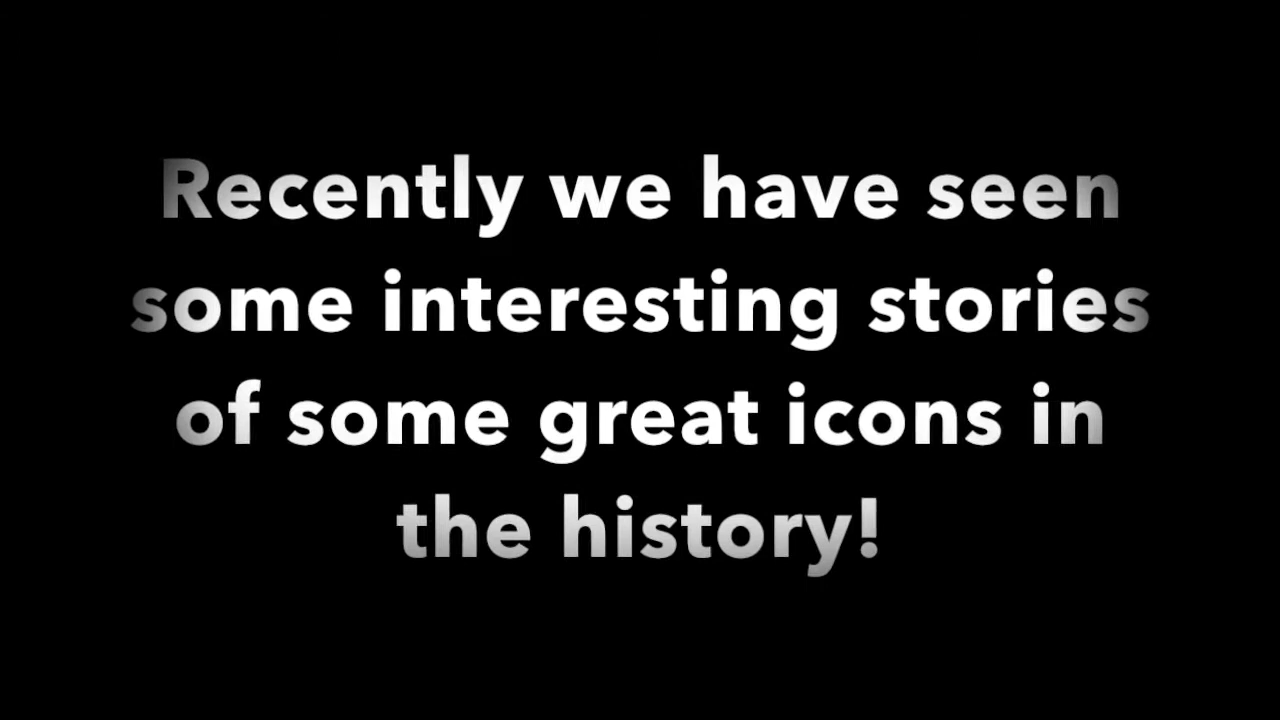 Recently we have seen
some interesting stories
of some great icons in
the history!